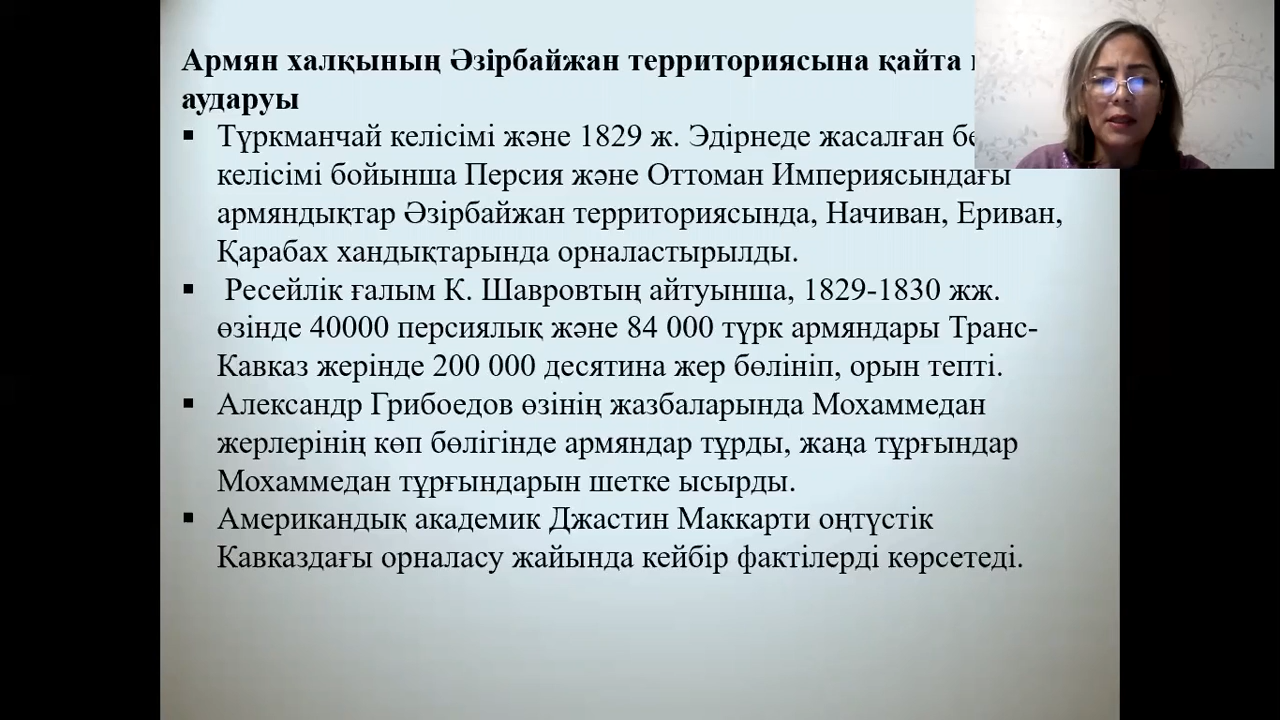 Армян халқының Әзірбайжан территориясына қайта
аударуы
▪ Түркманчай келісімі және 1829 ж. Эдірнеде жасалған
келісімі бойынша Персия және Оттоман Империясындағы
армяндықтар Әзірбайжан территориясында, Начиван, Ериван,
Қарабах хандықтарында орналастырылды.
▪ Ресейлік ғалым К. Шавровтың айтуынша, 1829-1830 жж.
өзінде 40000 персиялық және 84 000 түрк армяндары Транс-
Кавказ жерінде 200 000 десятина жер бөлініп, орын тепті.
▪ Александр Грибоедов өзінің жазбаларында Мохаммедан
жерлерінің көп бөлігінде армяндар тұрды, жаңа тұрғындар
Мохаммедан тұрғындарын шетке ысырды.
▪ Американдық академик Джастин Маккарти оңтүстік
Кавказдағы орналасу жайында кейбір фактілерді көрсетеді.